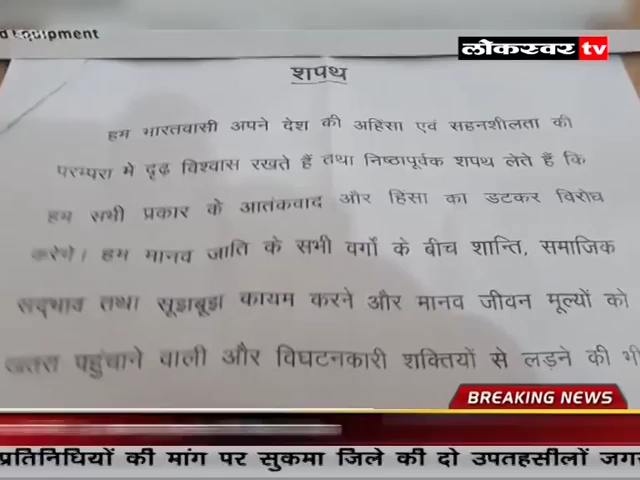 d Equipment
लोकस्वर tv
शपथ
हम भारतवासी अपने देश की अहिंसा एवं सहनशीलता की
परम्परा मे दृढ़ विश्वास रखते हैं तथा निष्ठापूर्वक शपथ लेते हैं कि
हम सभी प्रकार के आतंकवाद और हिंसा का डटकर विरोध
करेगे। हम मानव जाति के सभी वर्गों के बीच शान्ति, समाजिक
सद्भाव तथा सूझबूझ कायम करने और मानव जीवन मूल्यों को
खतरा पहुंचाने वाली और विघटनकारी शक्तियों से लड़ने की भी
BREAKING NEWS
प्रतिनिधियों की मांग पर सुकमा जिले की दो उपतहसीलों जगर